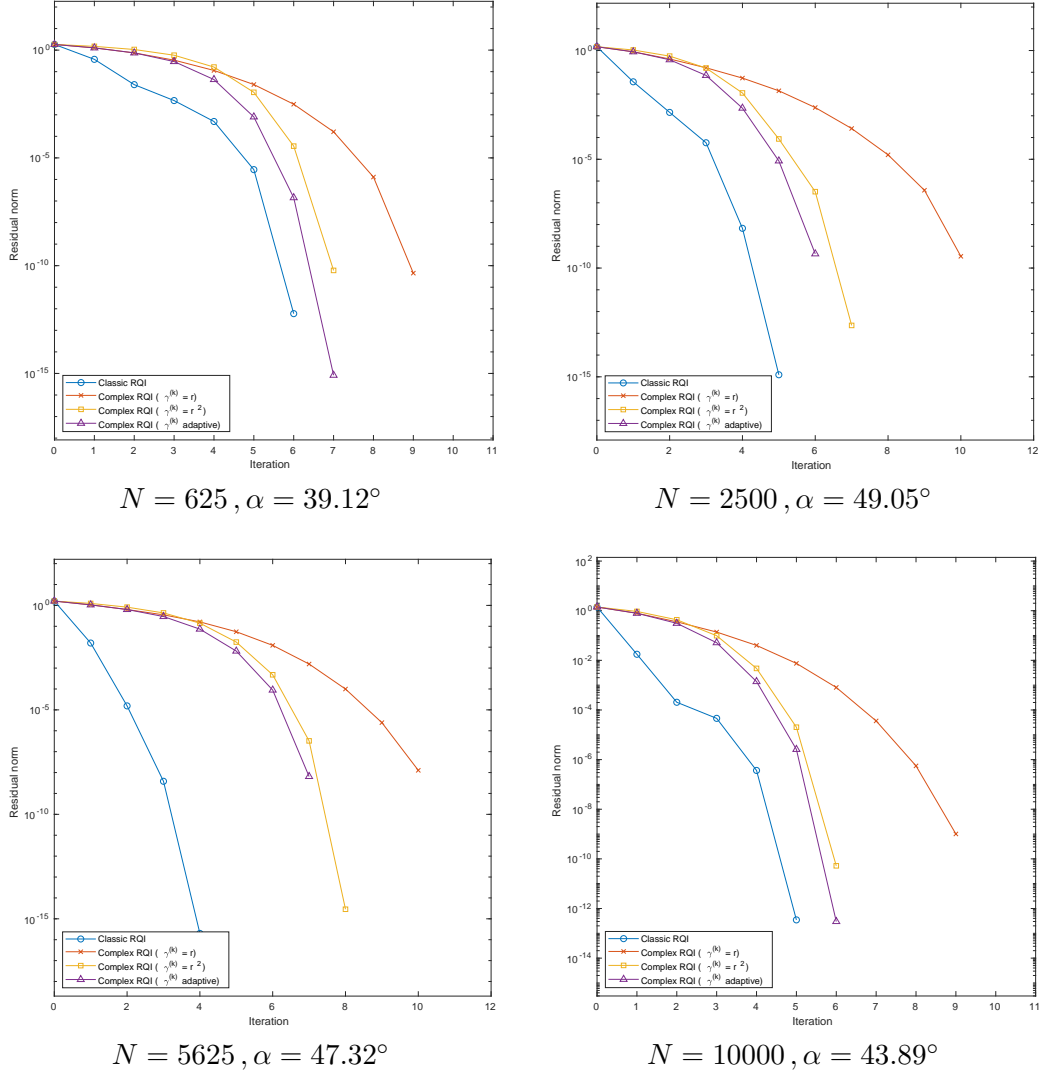 10^0
10^-5
10^-10
10^-15
Residual norm
0 1 2 3 4 5 6 7 8 9 10 11
Iteration
Classic RQI
Complex RQI ( γ^(k) = r)
Complex RQI ( γ^(k) = r^2)
Complex RQI ( γ^(k) adaptive)
N = 625 , α = 39.12°
10^0
10^-5
10^-10
10^-15
Residual norm
0 2 4 6 8 10 12
Iteration
Classic RQI
Complex RQI ( γ^(k) = r)
Complex RQI ( γ^(k) = r^2)
Complex RQI ( γ^(k) adaptive)
N = 2500 , α = 49.05°
10^0
10^-5
10^-10
10^-15
Residual norm
0 2 4 6 8 10 12
Iteration
Classic RQI
Complex RQI ( γ^(k) = r)
Complex RQI ( γ^(k) = r^2)
Complex RQI ( γ^(k) adaptive)
N = 5625 , α = 47.32°
10^2
10^0
10^-2
10^-4
10^-6
10^-8
10^-10
10^-12
10^-14
Residual norm
0 1 2 3 4 5 6 7 8 9 10 11
Iteration
Classic RQI
Complex RQI ( γ^(k) = r)
Complex RQI ( γ^(k) = r^2)
Complex RQI ( γ^(k) adaptive)
N = 10000 , α = 43.89°